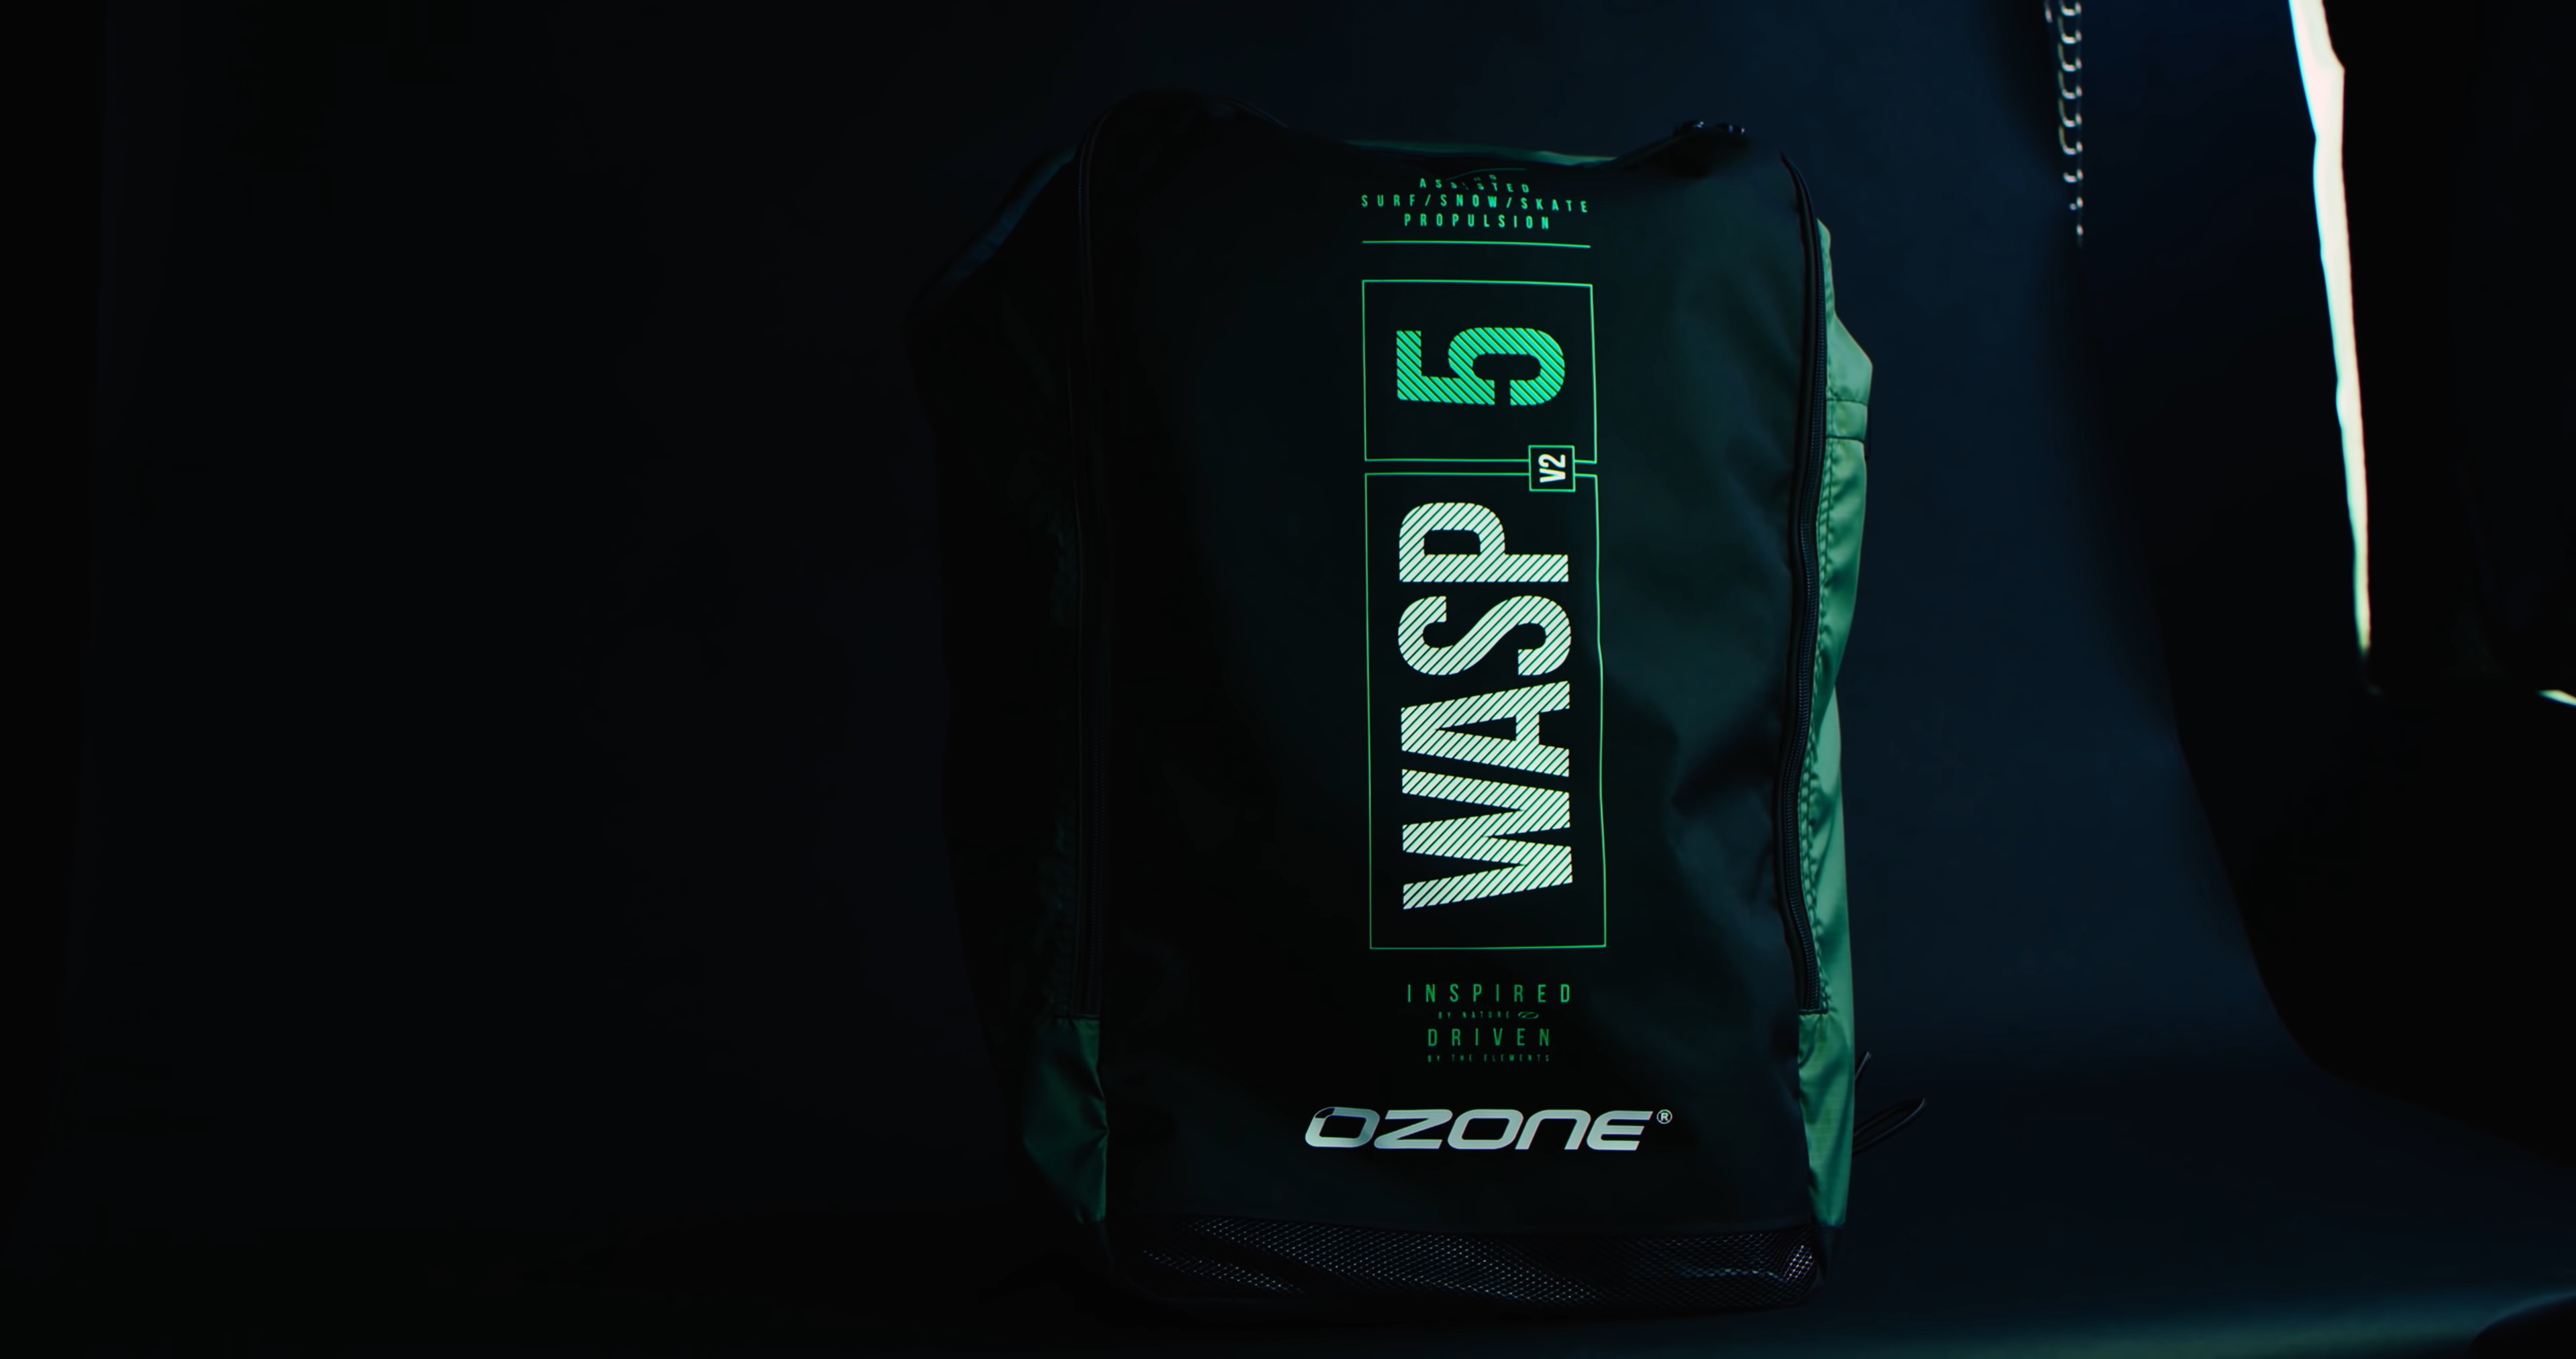 ASSISTED
SURF/SNOW/SKATE
PROPULSION
5
V2
WASP
INSPIRED
BY NATURE
DRIVEN
BY THE ELEMENTS
OZONE®